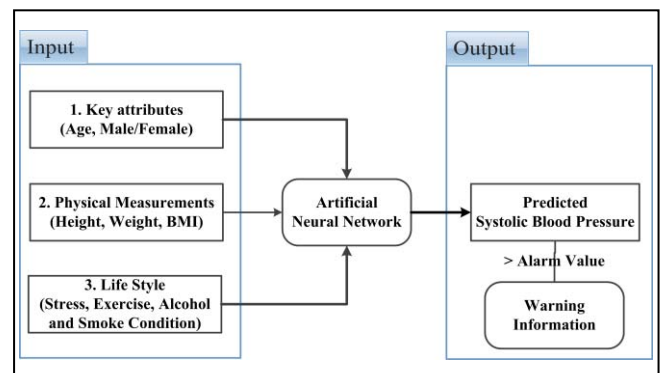 Input
1. Key attributes
(Age, Male/Female)
2. Physical Measurements
(Height, Weight, BMI)
3. Life Style
(Stress, Exercise, Alcohol
and Smoke Condition)
Artificial
Neural Network
Output
Predicted
Systolic Blood Pressure
> Alarm Value
Warning
Information